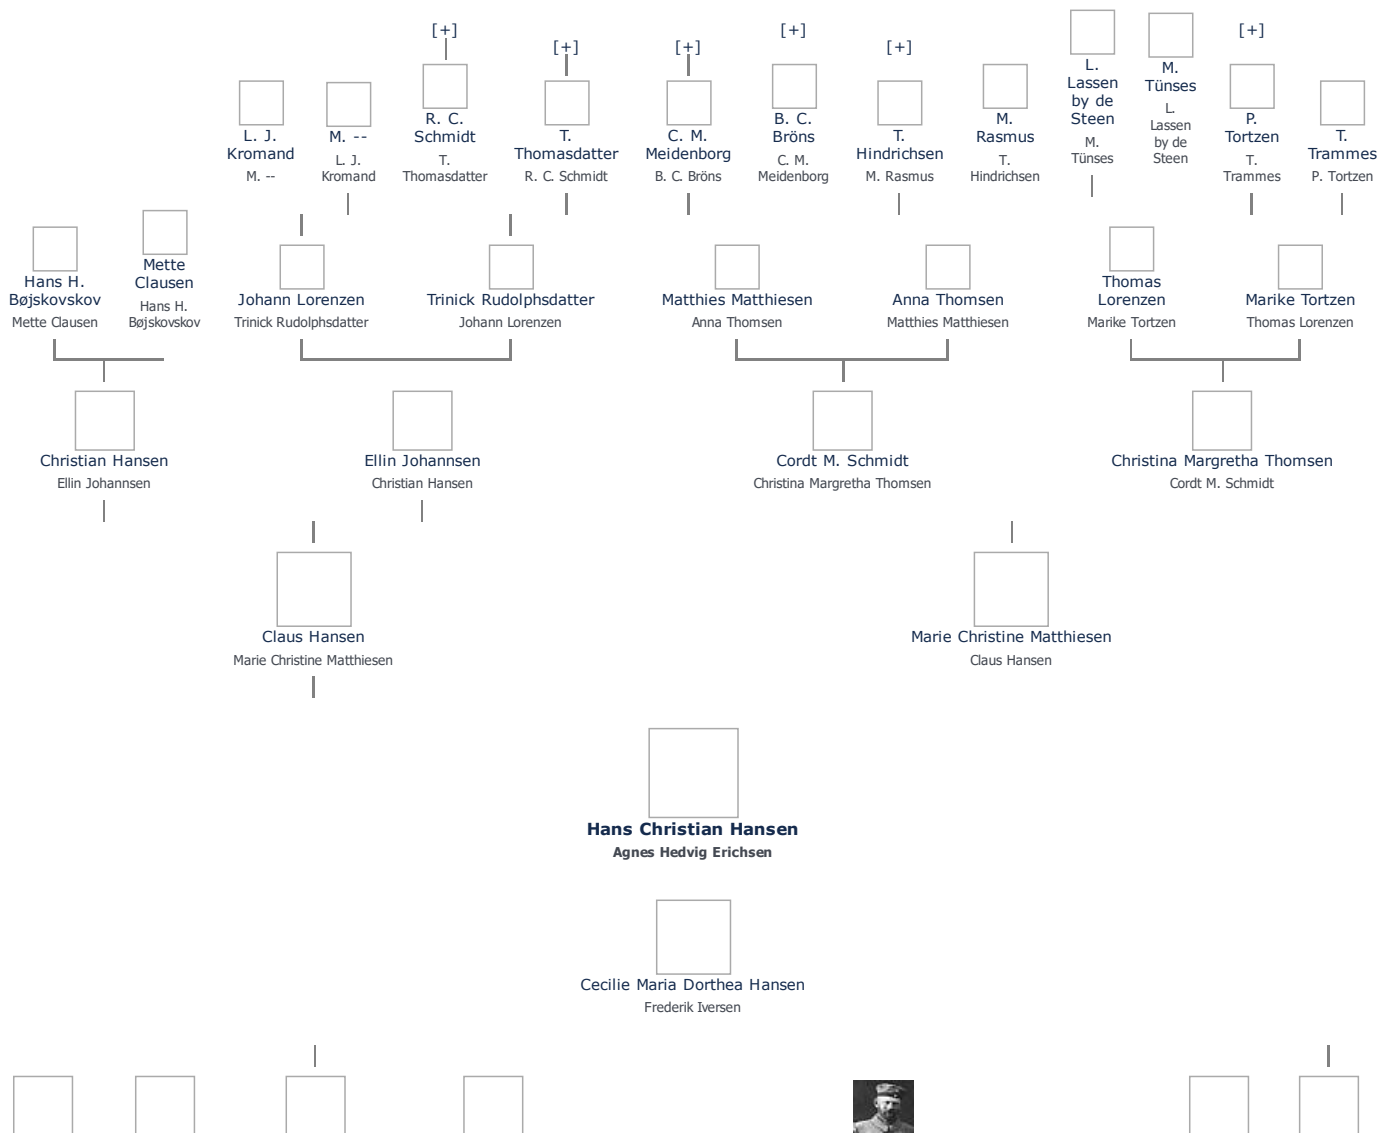 [+]
[+]
[+]
[+]
[+]
[+]
L. J.
Kromand
M. --
M. --
L. J.
Kromand
R. C.
Schmidt
T.
Thomasdatter
T.
Thomasdatter
R. C. Schmidt
C. M.
Meidenborg
B. C. Bröns
B. C.
Bröns
C. M.
Meidenborg
T.
Hindrichsen
M. Rasmus
M.
Rasmus
T.
Hindrichsen
L.
Lassen
by de
Steen
M.
Tünses
M.
Tünses
L.
Lassen
by de
Steen
P.
Tortzen
T.
Trammes
T.
Trammes
P. Tortzen
Hans H.
Bøjskovskov
Mette Clausen
Mette
Clausen
Hans H.
Bøjskovskov
Johann Lorenzen
Trinick Rudolphsdatter
Trinick Rudolphsdatter
Johann Lorenzen
Matthies Matthiesen
Anna Thomsen
Anna Thomsen
Matthies Matthiesen
Thomas
Lorenzen
Marike Tortzen
Marike Tortzen
Thomas Lorenzen
Christian Hansen
Ellin Johannsen
Ellin Johannsen
Christian Hansen
Cordt M. Schmidt
Christina Margretha Thomsen
Christina Margretha Thomsen
Cordt M. Schmidt
Claus Hansen
Marie Christine Matthiesen
Marie Christine Matthiesen
Claus Hansen
Hans Christian Hansen
Agnes Hedvig Erichsen
Cecilie Maria Dorthea Hansen
Frederik Iversen